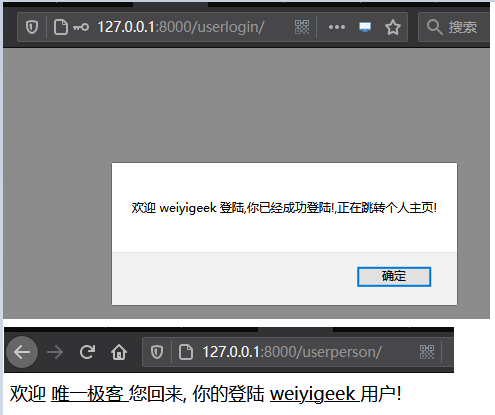 127.0.0.1:8000/userlogin/
搜索
欢迎 weiyigeek 登陆,你已经成功登陆!,正在跳转个人主页!
确定
127.0.0.1:8000/userperson/
欢迎 唯一极客 您回来, 你的登陆 weiyigeek 用户!